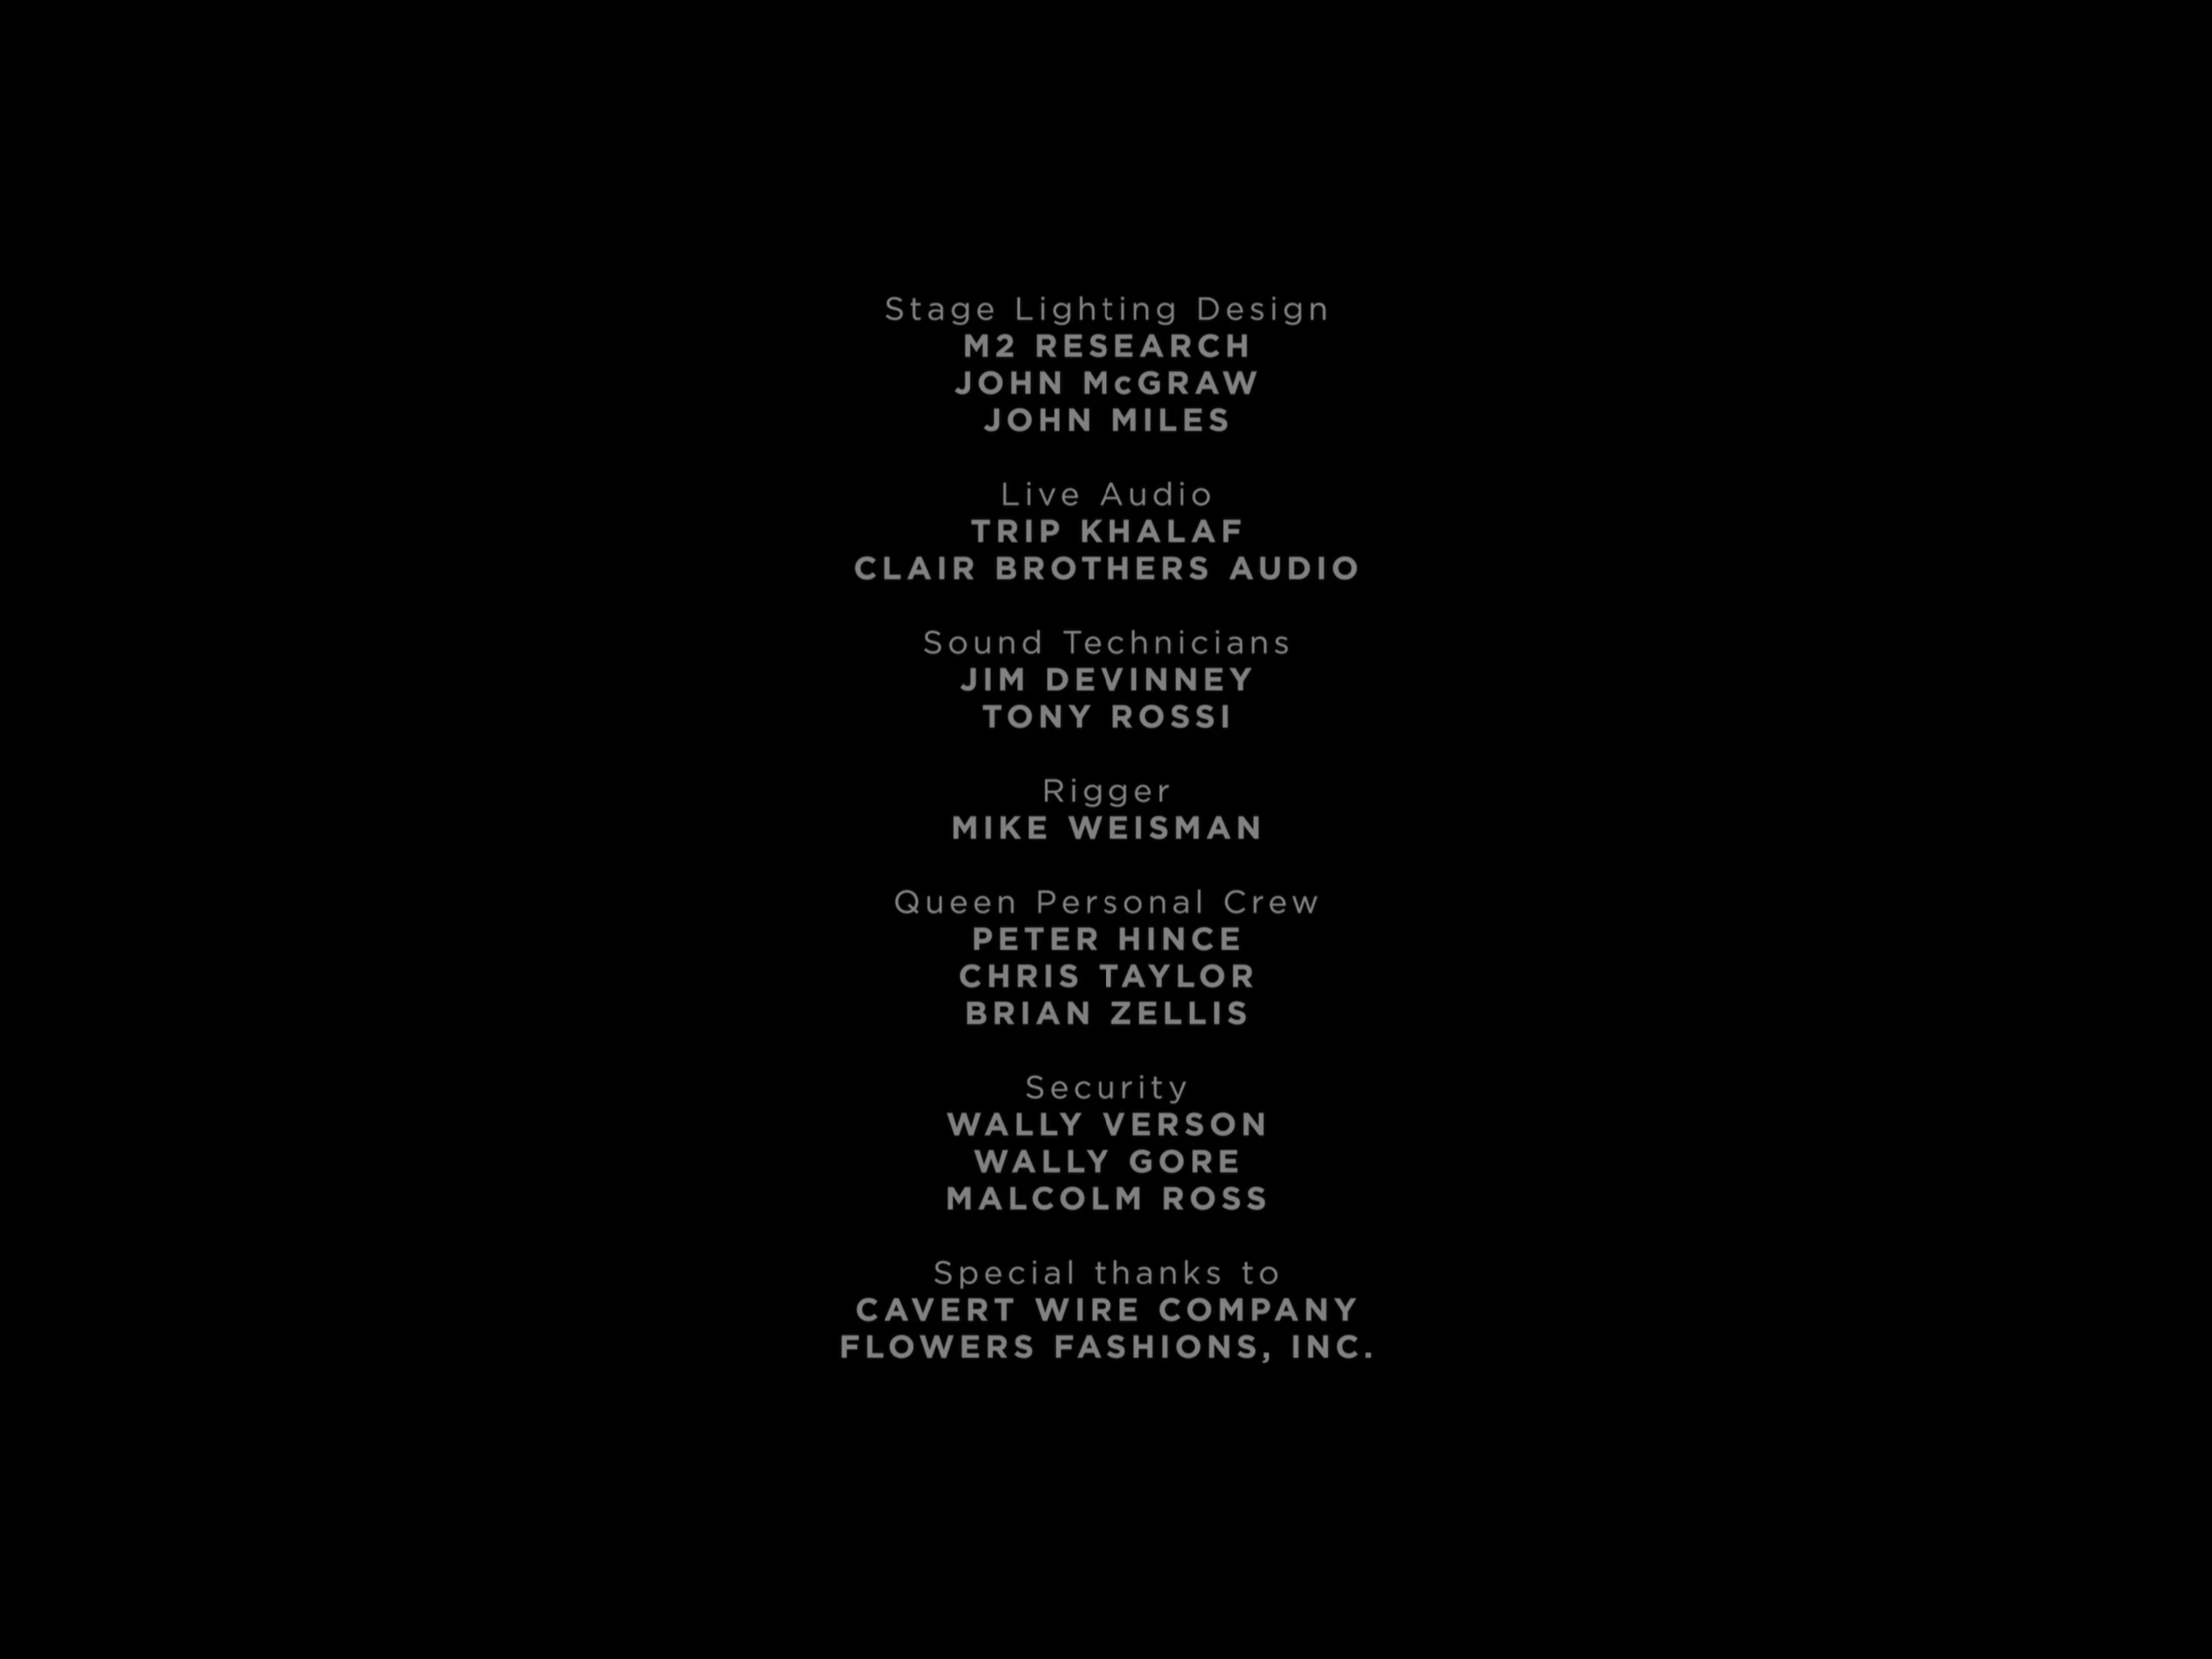 Stage Lighting Design
M2 RESEARCH
JOHN McGRAW
JOHN MILES
Live Audio
TRIP KHALAF
CLAIR BROTHERS AUDIO
Sound Technicians
JIM DEVINNEY
TONY ROSSI
Rigger
MIKE WEISMAN
Queen Personal Crew
PETER HINCE
CHRIS TAYLOR
BRIAN ZELLIS
Security
WALLY VERSON
WALLY GORE
MALCOLM ROSS
Special thanks to
CAVERT WIRE COMPANY
FLOWERS FASHIONS, INC.